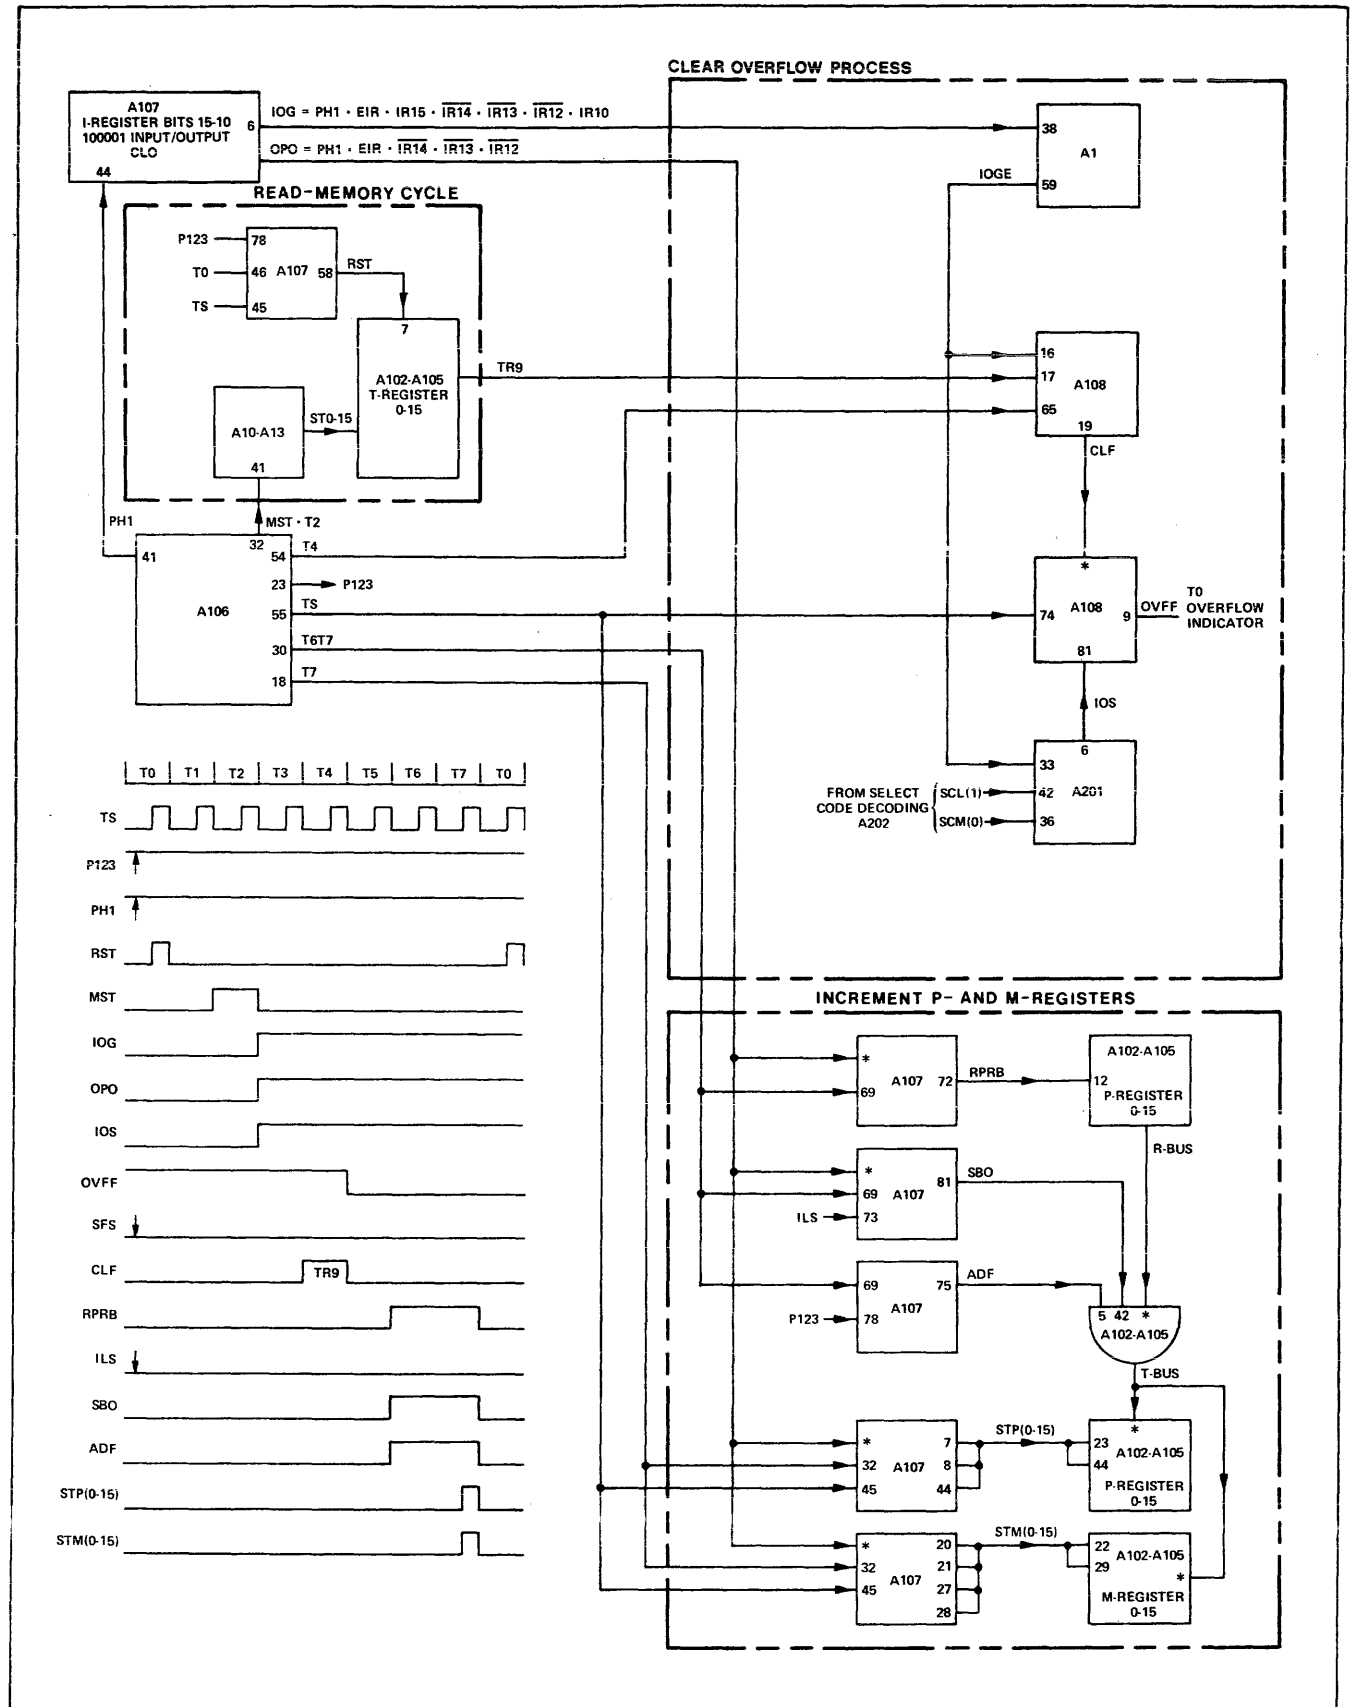 CLEAR OVERFLOW PROCESS
A107
I-REGISTER BITS 15-10
100001 INPUT/OUTPUT
CLO
6
44
IOG = PH1 · EIR · IR15 · IR14 · IR13 · IR12 · IR10
OPO = PH1 · EIR · IR14 · IR13 · IR12
38
A1
59
IOGE
READ-MEMORY CYCLE
P123
78
T0
46
A107
58
RST
TS
45
7
A102-A105
T-REGISTER
0-15
TR9
A10-A13
ST0-15
41
16
17
A108
65
19
CLF
PH1
MST · T2
41
32
54
T4
23
P123
A106
55
TS
30
T6T7
18
T7
*
74
A108
9
OVFF
TO
OVERFLOW
INDICATOR
81
IOS
6
33
A201
42
36
FROM SELECT
CODE DECODING
A202
SCL(1)
SCM(0)
T0 T1 T2 T3 T4 T5 T6 T7 T0
TS
P123
PH1
RST
MST
IOG
OPO
IOS
OVFF
SFS
CLF
TR9
RPRB
ILS
SBO
ADF
STP(0-15)
STM(0-15)
INCREMENT P- AND M-REGISTERS
*
A107
72
69
RPRB
A102-A105
12
P-REGISTER
0-15
R-BUS
*
69
A107
81
SBO
ILS
73
69
A107
75
ADF
P123
78
5 42 *
A102-A105
T-BUS
*
32
A107
45
7
8
44
STP(0-15)
*
23
44
A102-A105
P-REGISTER
0-15
*
32
A107
45
20
21
27
28
STM(0-15)
22
29
A102-A105
*
M-REGISTER
0-15